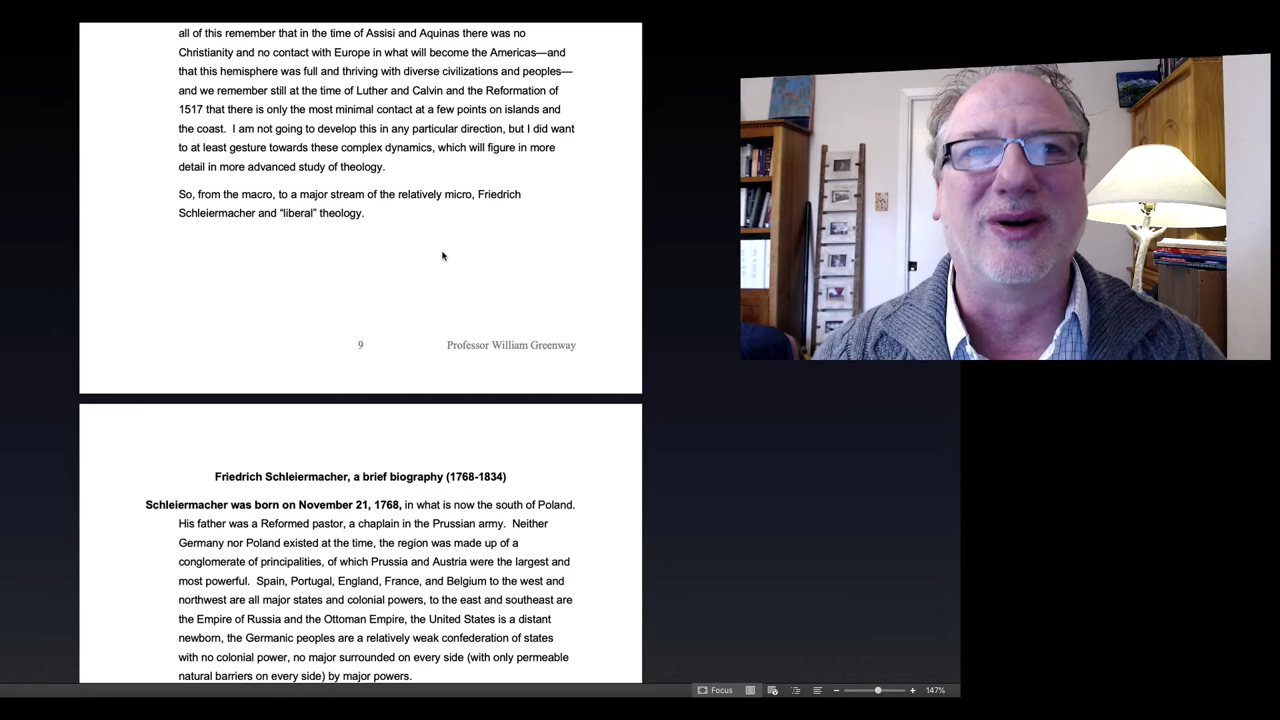 all of this remember that in the time of Assisi and Aquinas there was no
Christianity and no contact with Europe in what will become the Americas—and
that this hemisphere was full and thriving with diverse civilizations and peoples—
and we remember still at the time of Luther and Calvin and the Reformation of
1517 that there is only the most minimal contact at a few points on islands and
the coast.  I am not going to develop this in any particular direction, but I did want
to at least gesture towards these complex dynamics, which will figure in more
detail in more advanced study of theology.
So, from the macro, to a major stream of the relatively micro, Friedrich
Schleiermacher and “liberal” theology.
9 Professor William Greenway
Friedrich Schleiermacher, a brief biography (1768-1834)
Schleiermacher was born on November 21, 1768, in what is now the south of Poland.
His father was a Reformed pastor, a chaplain in the Prussian army.  Neither
Germany nor Poland existed at the time, the region was made up of a
conglomerate of principalities, of which Prussia and Austria were the largest and
most powerful.  Spain, Portugal, England, France, and Belgium to the west and
northwest are all major states and colonial powers, to the east and southeast are
the Empire of Russia and the Ottoman Empire, the United States is a distant
newborn, the Germanic peoples are a relatively weak confederation of states
with no colonial power, no major surrounded on every side (with only permeable
natural barriers on every side) by major powers.
Focus 147%